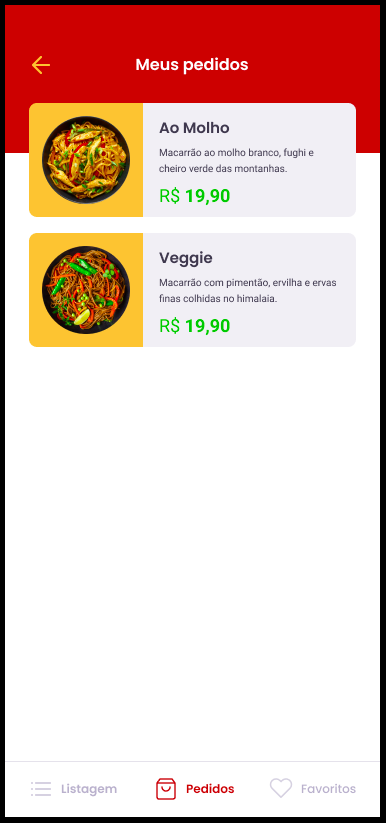 Meus pedidos
Ao Molho
Macarrão ao molho branco, fughi e
cheiro verde das montanhas.
R$ 19,90
Veggie
Macarrão com pimentão, ervilha e ervas
finas colhidas no himalaia.
R$ 19,90
Listagem
Pedidos
Favoritos